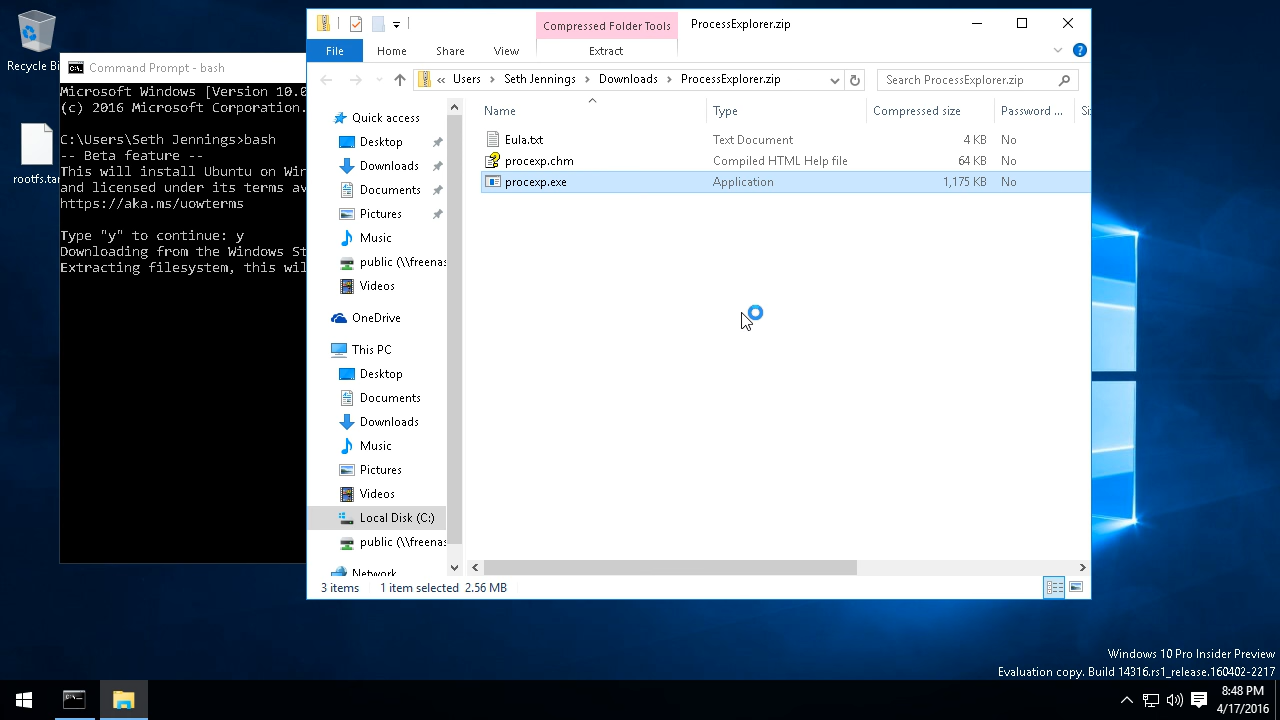 Recycle Bi
rootfs.tar
Command Prompt - bash
Microsoft Windows [Version 10.0
(c) 2016 Microsoft Corporation.
C:\Users\Seth Jennings>bash
-- Beta feature --
This will install Ubuntu on Win
and licensed under its terms av
https://aka.ms/uowterms
Type "y" to continue: y
Downloading from the Windows St
Extracting filesystem, this wil
Compressed Folder Tools
ProcessExplorer.zip
File
Home
Share
View
Extract
« Users > Seth Jennings > Downloads > ProcessExplorer.zip
Search ProcessExplorer.zip
Quick access
Desktop
Downloads
Documents
Pictures
Music
public (\\freenas
Videos
OneDrive
This PC
Desktop
Documents
Downloads
Music
Pictures
Videos
Local Disk (C:)
public (\\freenas
Network
Name Type Compressed size Password ... Si
Eula.txt Text Document 4 KB No
procexp.chm Compiled HTML Help file 64 KB No
procexp.exe Application 1,175 KB No
3 items 1 item selected 2.56 MB
Windows 10 Pro Insider Preview
Evaluation copy. Build 14316.rs1_release.160402-2217
8:48 PM
4/17/2016